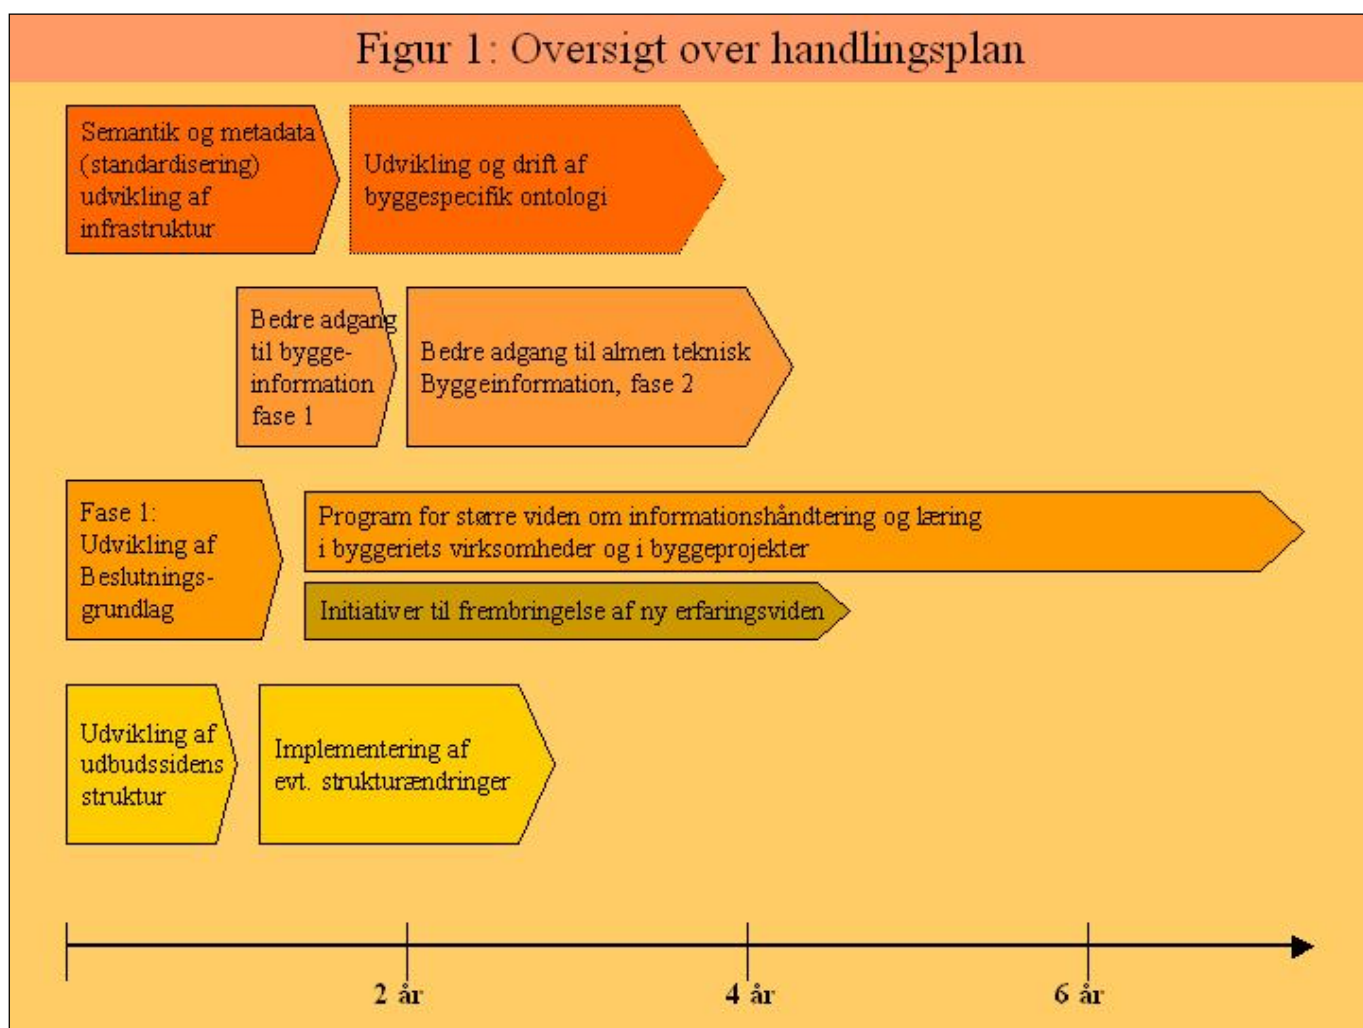 Figur 1: Oversigt over handlingsplan
Semantik og metadata
(standardisering)
udvikling af
infrastruktur
Udvikling og drift af
byggespecifik ontologi
Bedre adgang
til bygge-
information
fase 1
Bedre adgang til almen teknisk
Byggeinformation, fase 2
Fase 1:
Udvikling af
Beslutnings-
grundlag
Program for større viden om informationshåndtering og læring
i byggeriets virksomheder og i byggeprojekter
Initiativer til frembringelse af ny erfaringsviden
Udvikling af
udbudssidens
struktur
Implementering af
evt. strukturændringer
2 år
4 år
6 år